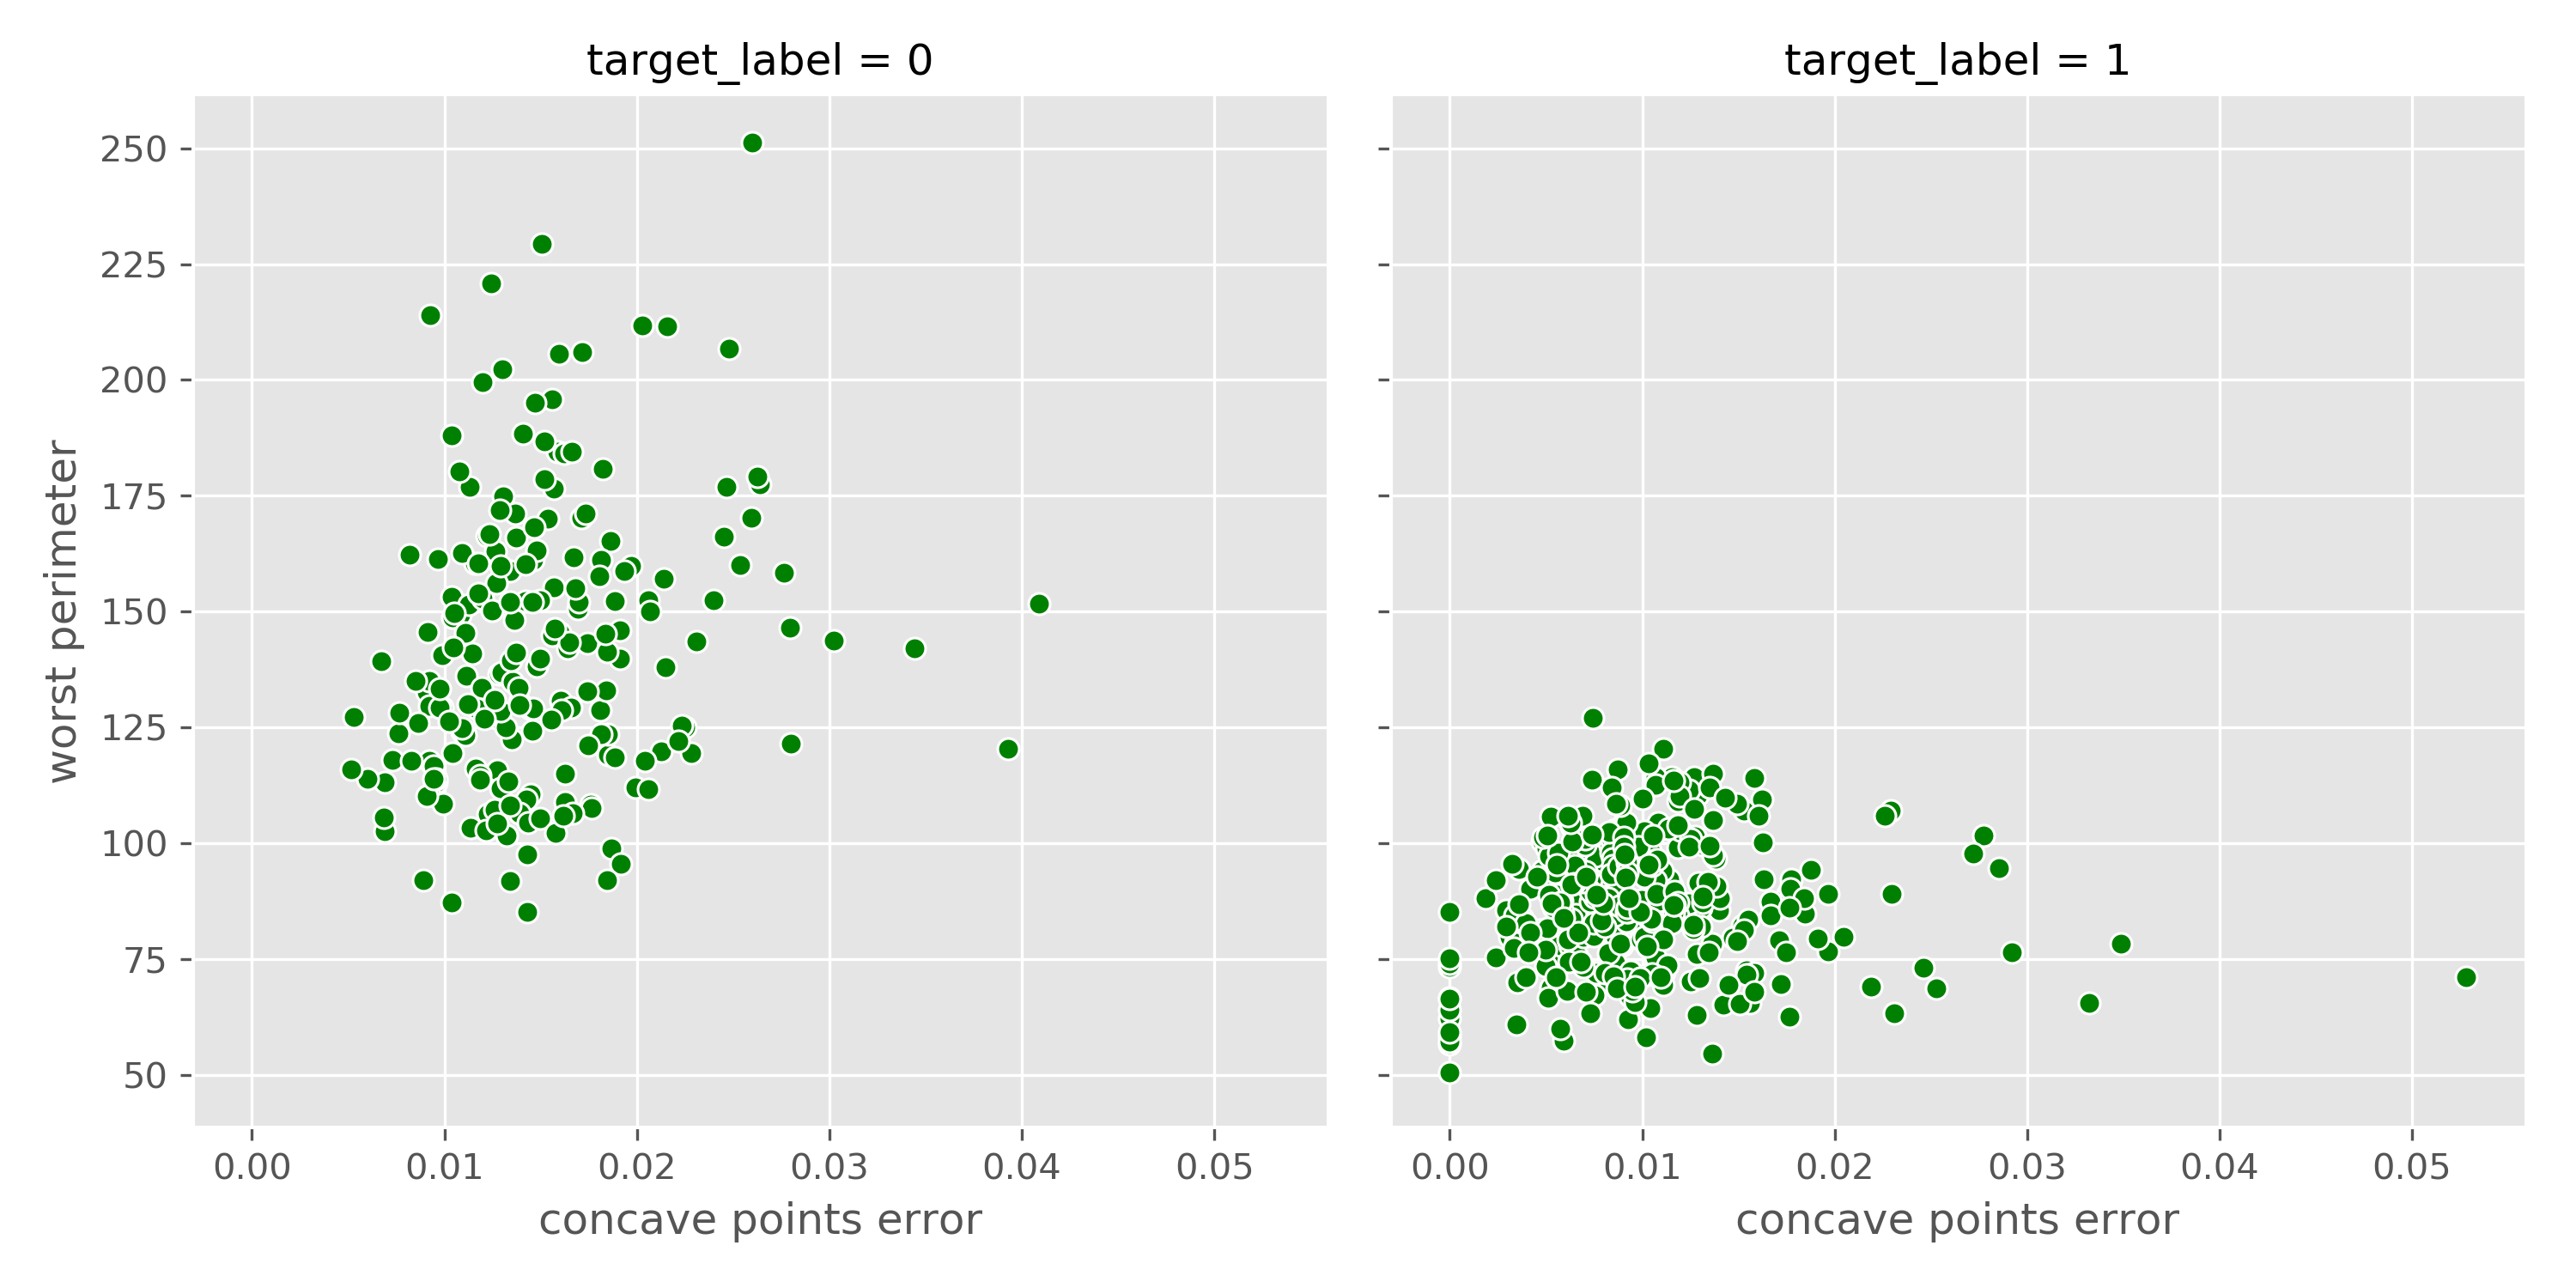 target_label = 0
target_label = 1
250
225
200
175
150
125
100
75
50
worst perimeter
0.00 0.01 0.02 0.03 0.04 0.05
0.00 0.01 0.02 0.03 0.04 0.05
concave points error
concave points error